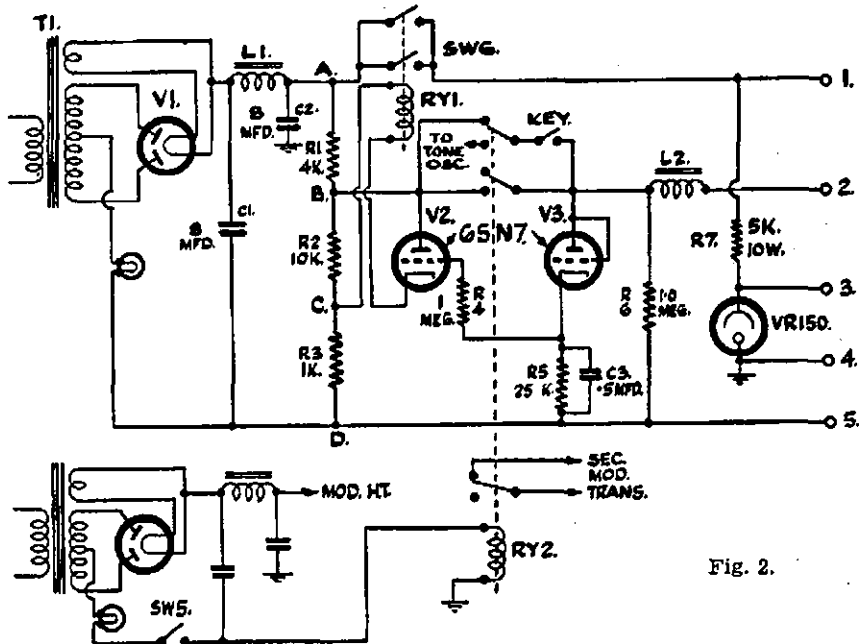 T1.
V1.
L1.
8
MFD.
C2.
C1.
8
MFD.
A.
R1
4K.
B.
R2
10K.
C.
R3
1K.
D.
SW6.
RY1.
TO
TONE
OSC.
KEY.
V2.
6SN7.
V3.
1
MEG.
R
4
R5
25 K.
C3.
.5MFD.
R
6
1.0
MEG.
L2.
R7.
5K.
10W.
VR150.
1.
2.
3.
4.
5.
MOD. HT.
SW5.
SEC.
MOD.
TRANS.
RY2.
Fig. 2.